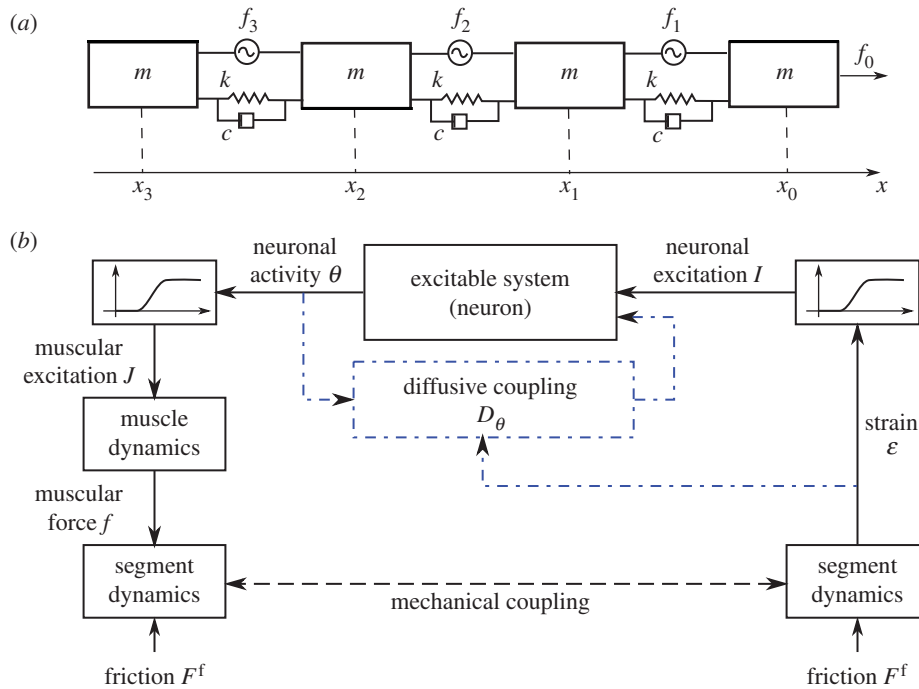 (a)
f3 f2 f1
m m m m f0
k k k
c c c
x3 x2 x1 x0 x
(b)
neuronal
activity θ
excitable system
(neuron)
neuronal
excitation I
muscular
excitation J
diffusive coupling
Dθ
muscle
dynamics
strain
ε
muscular
force f
segment
dynamics
mechanical coupling
segment
dynamics
friction Ff
friction Ff